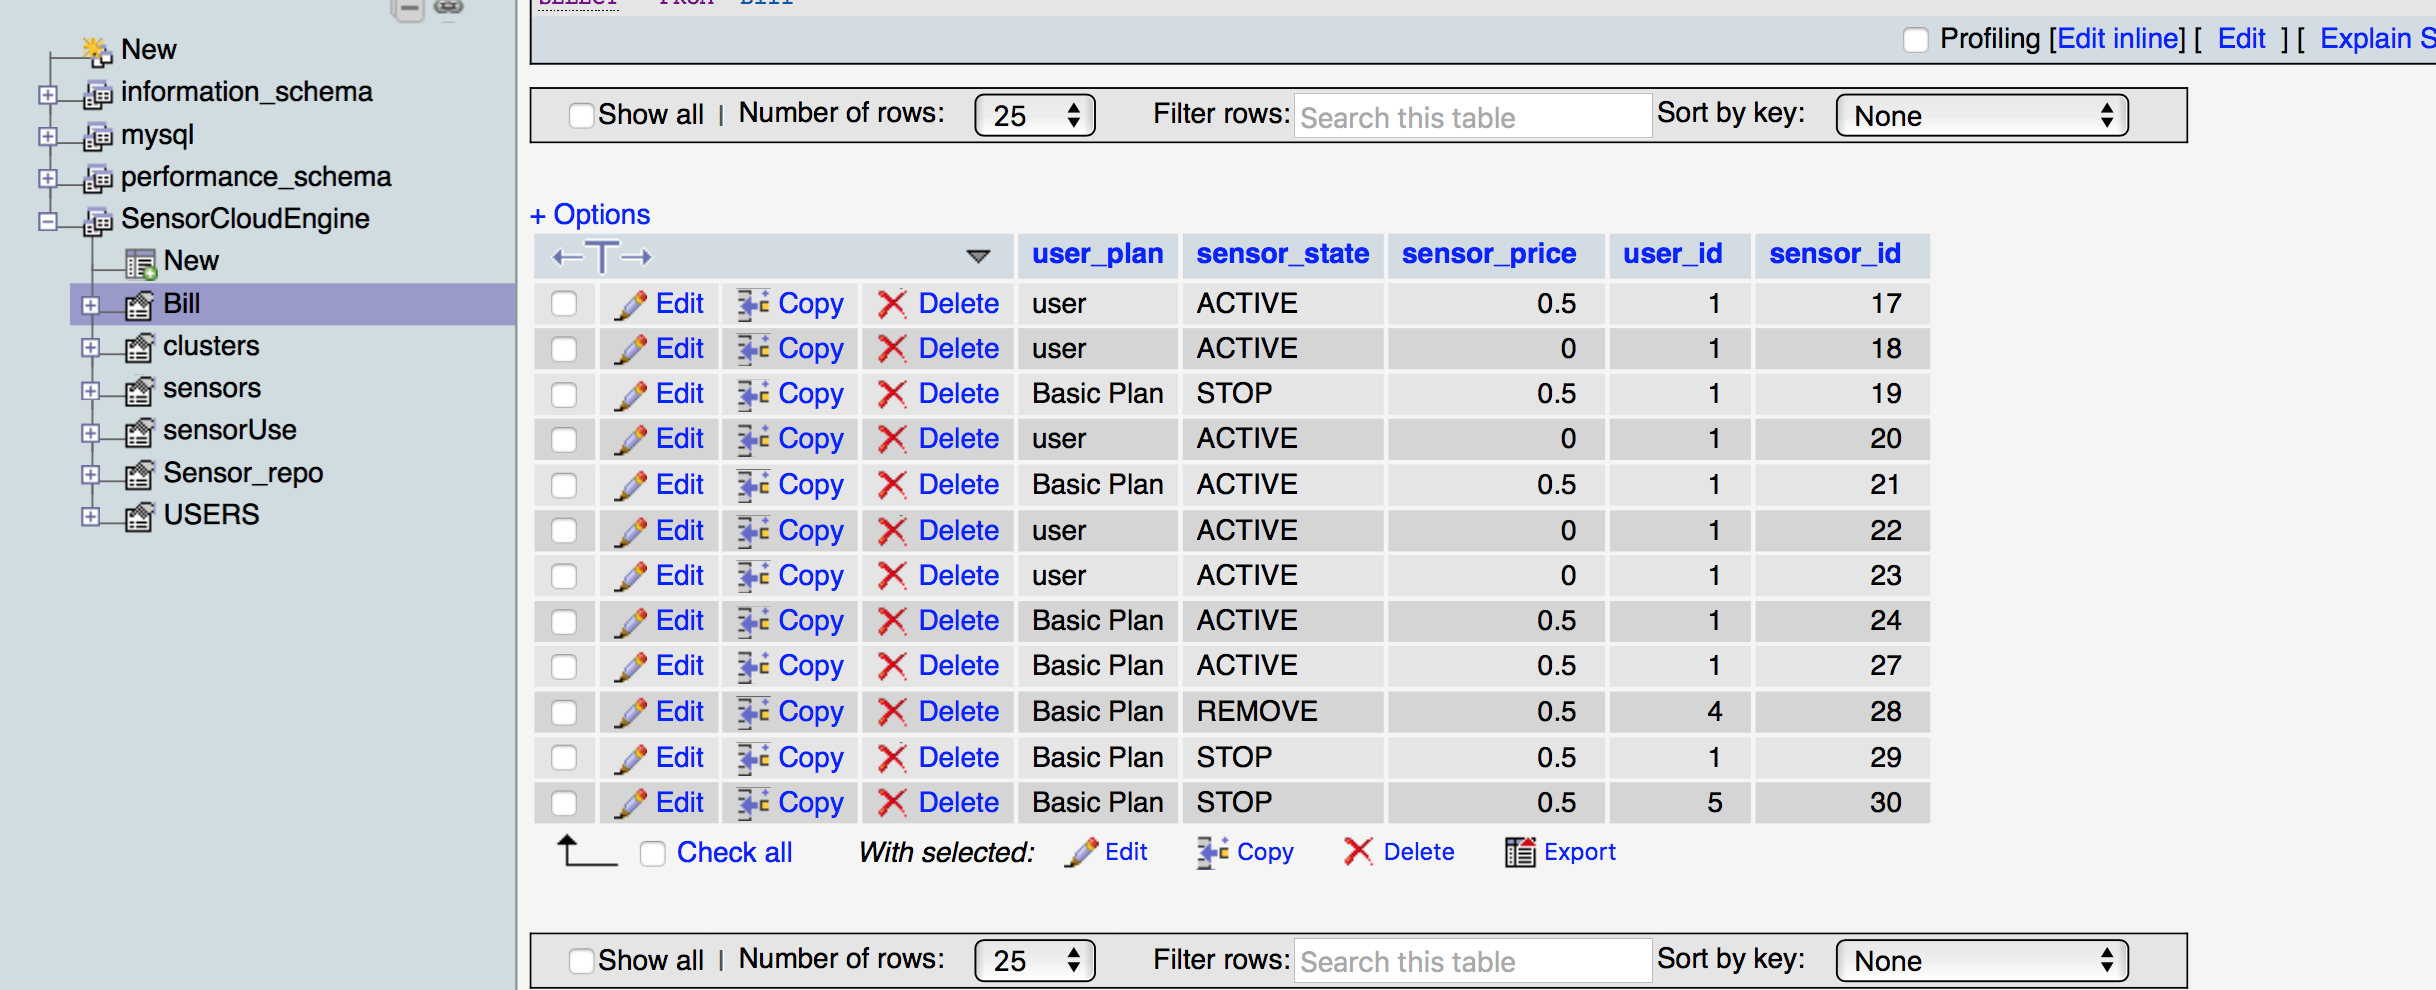 New
information_schema
mysql
performance_schema
SensorCloudEngine
New
Bill
clusters
sensors
sensorUse
Sensor_repo
USERS
SELECT * FROM `Bill`
Profiling [Edit inline] [ Edit ] [ Explain S
Show all | Number of rows: 25 Filter rows: Search this table Sort by key: None
+ Options
user_plan sensor_state sensor_price user_id sensor_id
Edit Copy Delete user ACTIVE 0.5 1 17
Edit Copy Delete user ACTIVE 0 1 18
Edit Copy Delete Basic Plan STOP 0.5 1 19
Edit Copy Delete user ACTIVE 0 1 20
Edit Copy Delete Basic Plan ACTIVE 0.5 1 21
Edit Copy Delete user ACTIVE 0 1 22
Edit Copy Delete user ACTIVE 0 1 23
Edit Copy Delete Basic Plan ACTIVE 0.5 1 24
Edit Copy Delete Basic Plan ACTIVE 0.5 1 27
Edit Copy Delete Basic Plan REMOVE 0.5 4 28
Edit Copy Delete Basic Plan STOP 0.5 1 29
Edit Copy Delete Basic Plan STOP 0.5 5 30
Check all With selected: Edit Copy Delete Export
Show all | Number of rows: 25 Filter rows: Search this table Sort by key: None